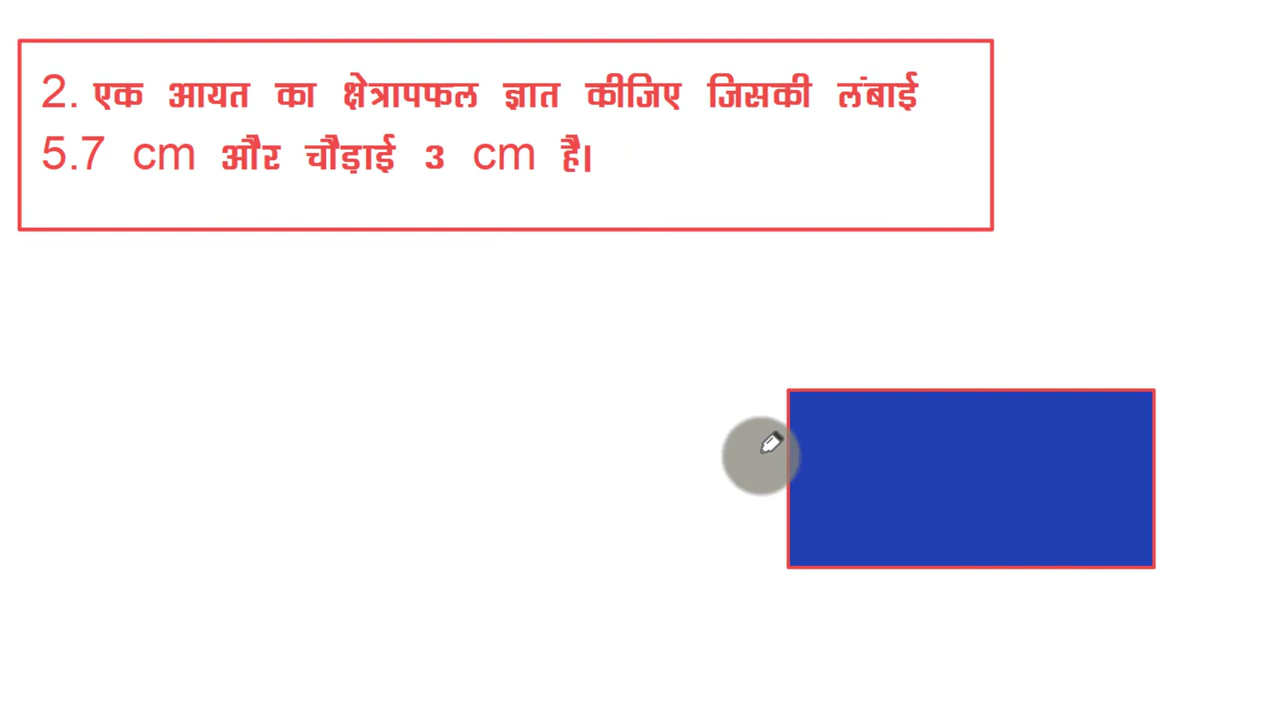 2. एक आयत का क्षेत्रापफल ज्ञात कीजिए जिसकी लंबाई
5.7 cm और चौड़ाई 3 cm है।